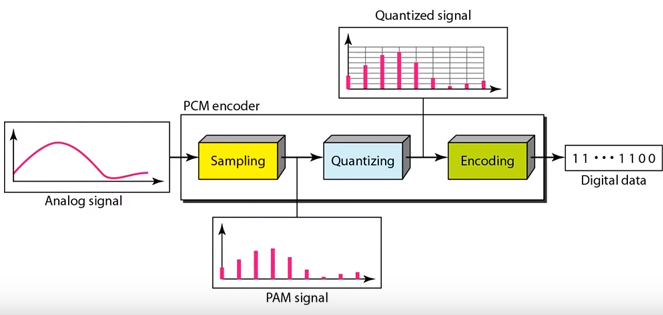 Quantized signal
PCM encoder
Sampling
Quantizing
Encoding
11 ··· 1100
Digital data
Analog signal
PAM signal